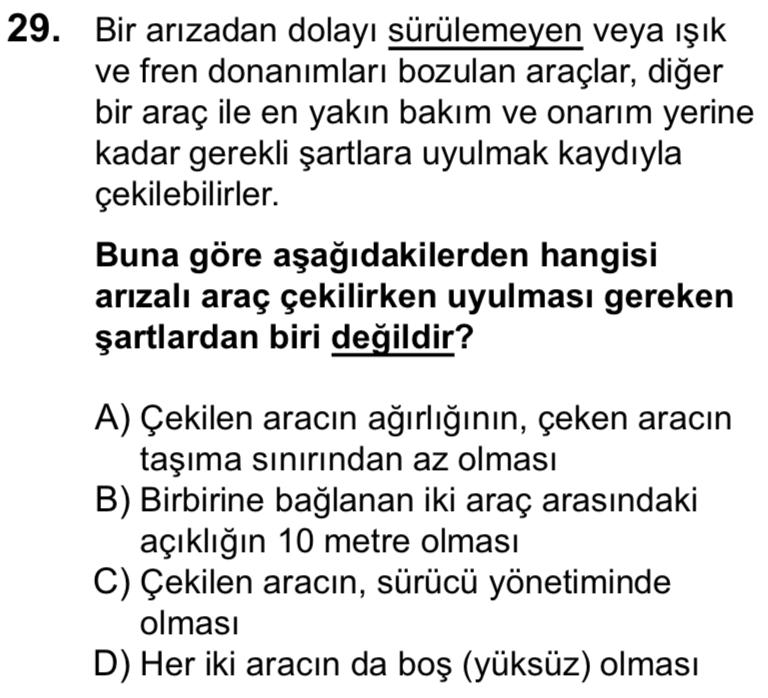 29. Bir arızadan dolayı sürülemeyen veya ışık
ve fren donanımları bozulan araçlar, diğer
bir araç ile en yakın bakım ve onarım yerine
kadar gerekli şartlara uyulmak kaydıyla
çekilebilirler.
Buna göre aşağıdakilerden hangisi
arızalı araç çekilirken uyulması gereken
şartlardan biri değildir?
A) Çekilen aracın ağırlığının, çeken aracın
taşıma sınırından az olması
B) Birbirine bağlanan iki araç arasındaki
açıklığın 10 metre olması
C) Çekilen aracın, sürücü yönetiminde
olması
D) Her iki aracın da boş (yüksüz) olması